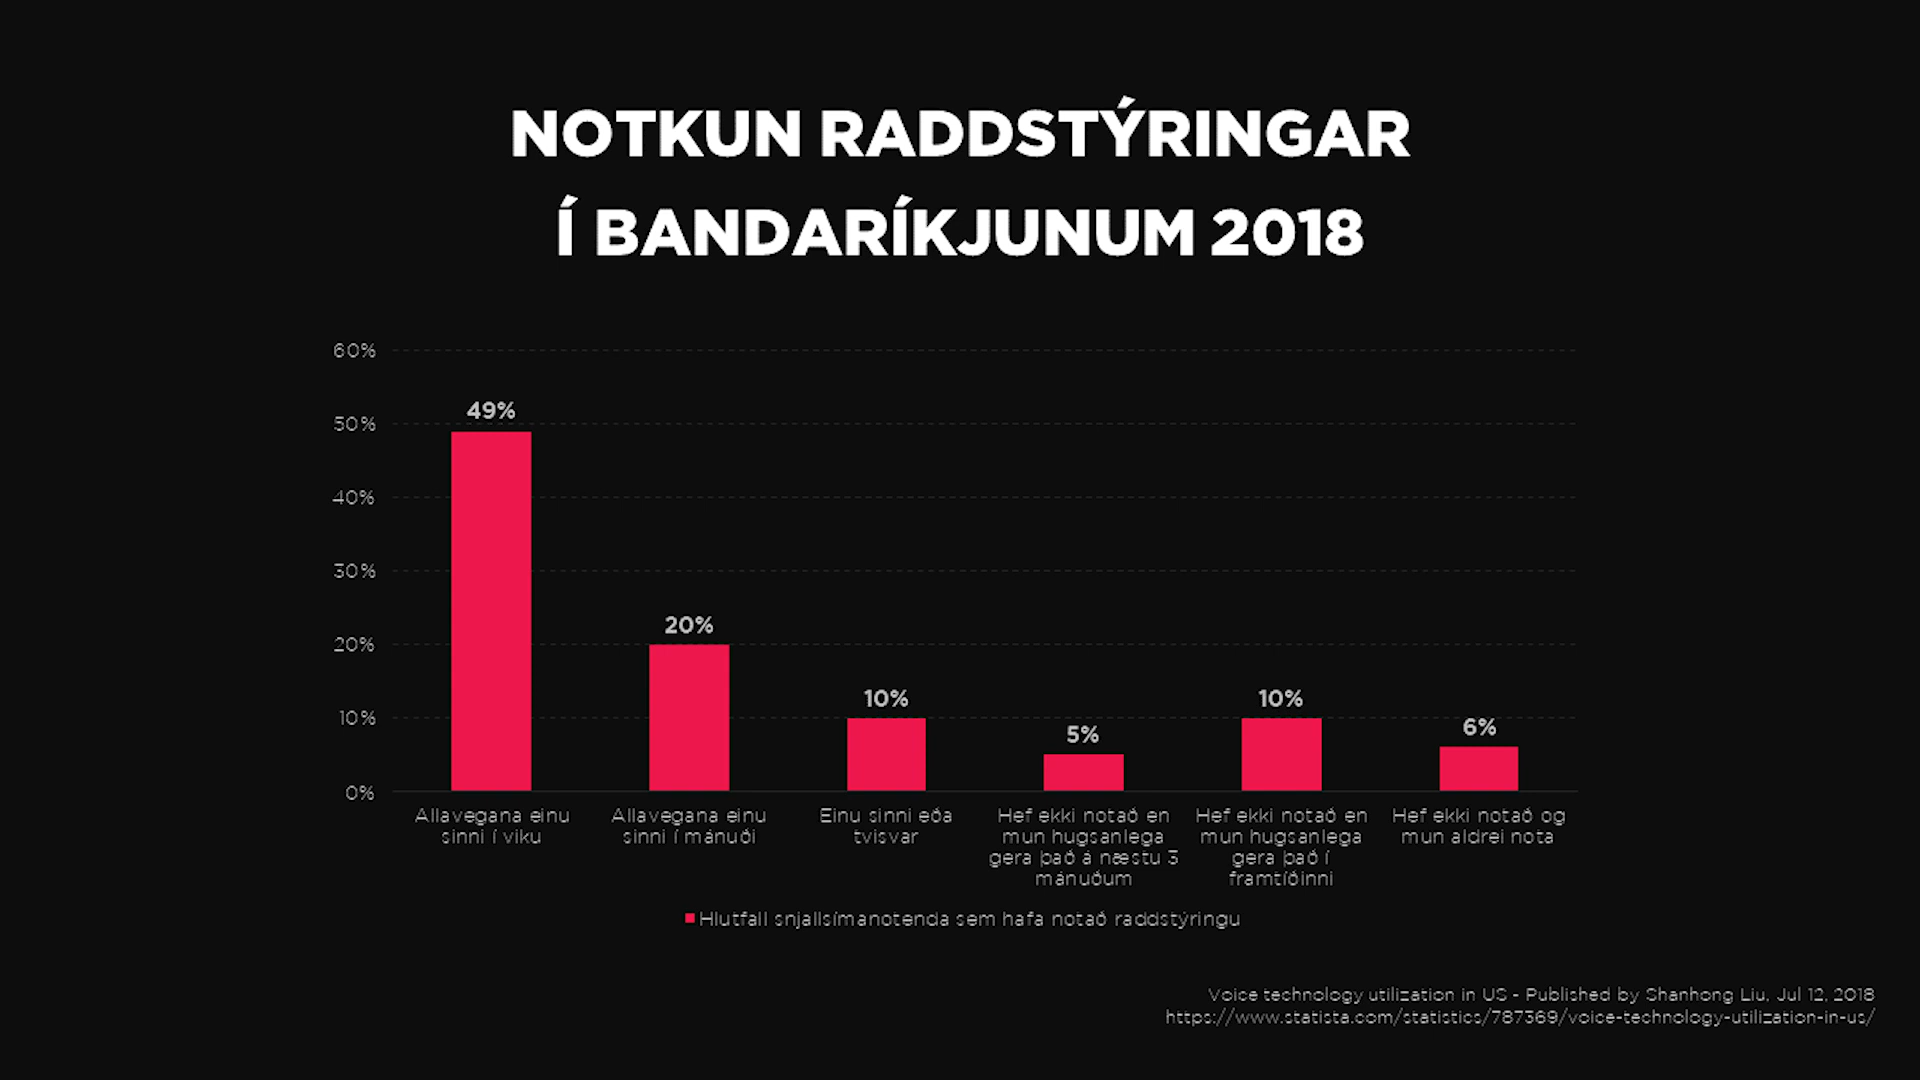 NOTKUN RADDSTÝRINGAR
Í BANDARÍKJUNUM 2018
60%
50%
40%
30%
20%
10%
0%
49%
20%
10%
5%
10%
6%
Allavegana einu
sinni í viku
Allavegana einu
sinni í mánuði
Einu sinni eða
tvisvar
Hef ekki notað en
mun hugsanlega
gera það á næstu 3
mánuðum
Hef ekki notað en
mun hugsanlega
gera það í
framtíðinni
Hef ekki notað og
mun aldrei nota
Hlutfall snjallsímanotenda sem hafa notað raddstýringu
Voice technology utilization in US - Published by Shanhong Liu, Jul 12, 2018
https://www.statista.com/statistics/787369/voice-technology-utilization-in-us/